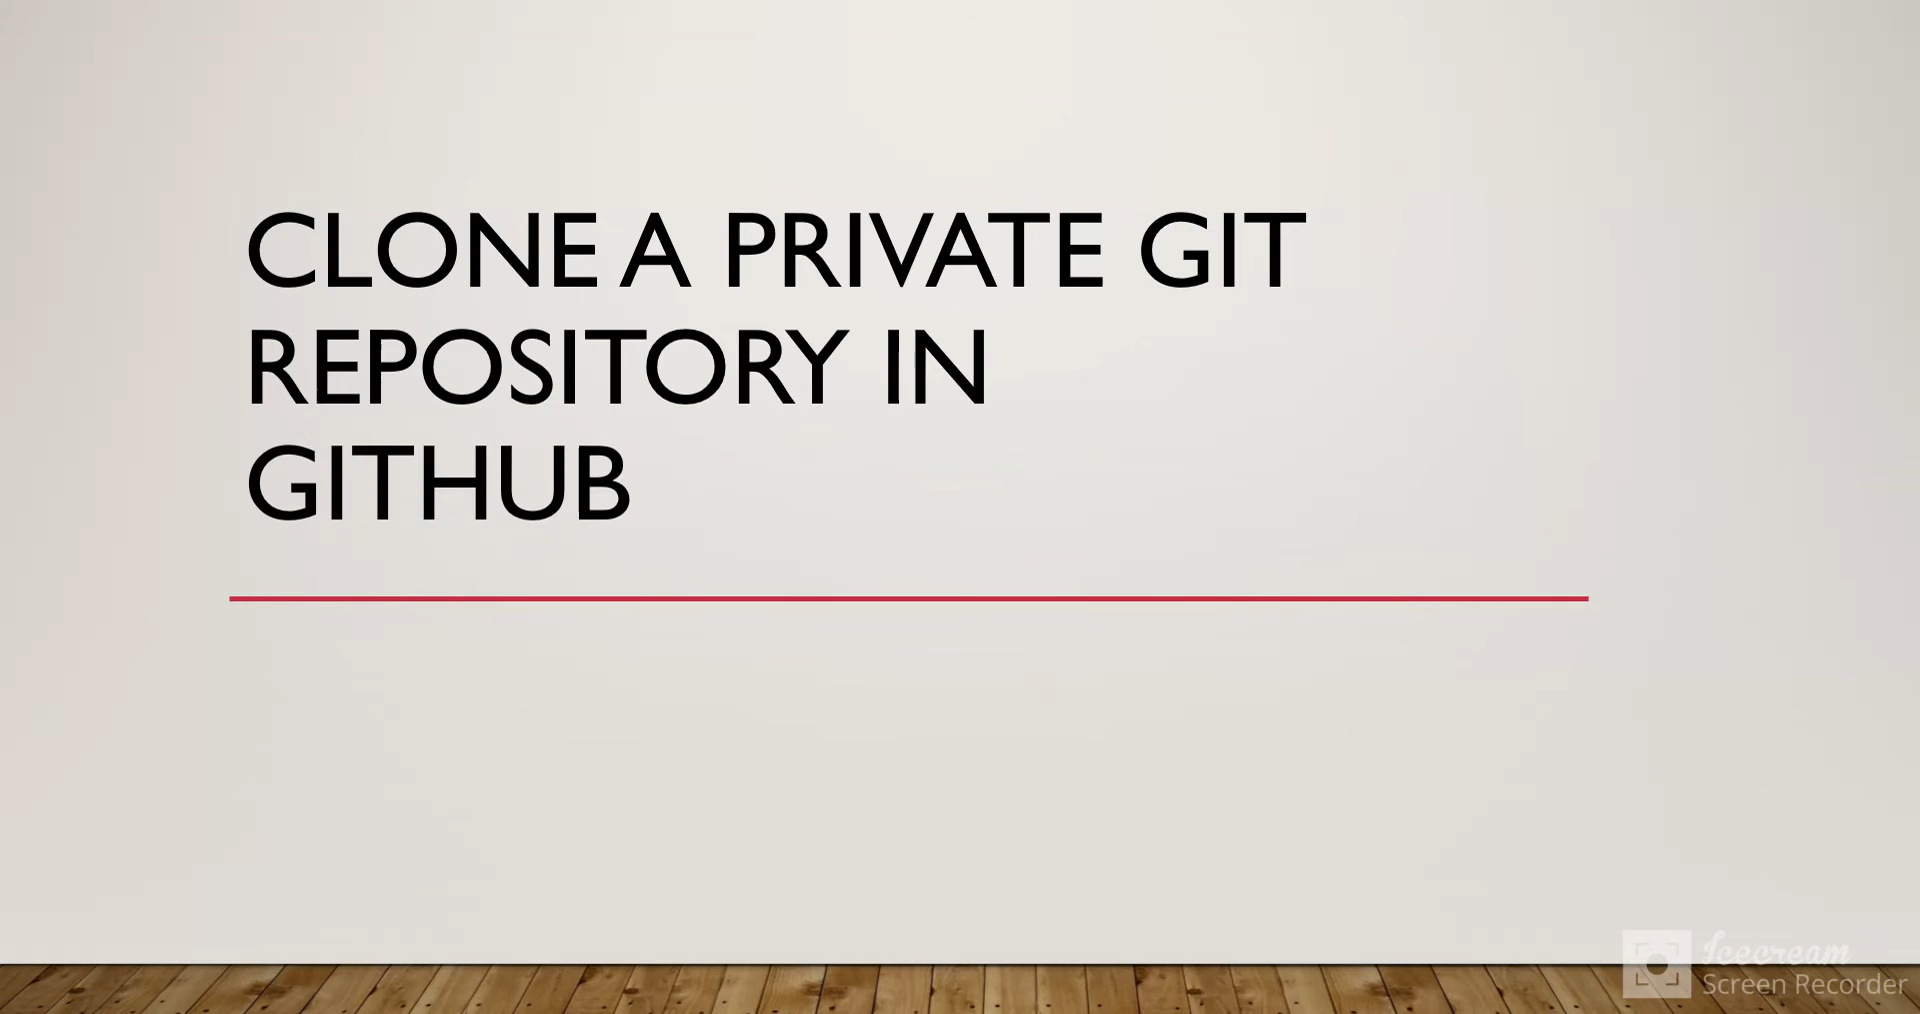 CLONE A PRIVATE GIT
REPOSITORY IN
GITHUB
Icecream
Screen Recorder